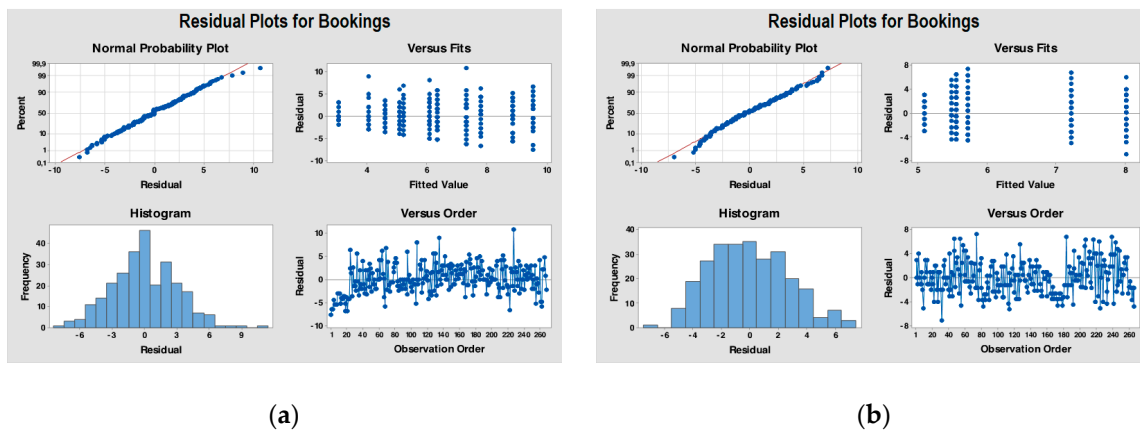 Residual Plots for Bookings
Normal Probability Plot
Percent
99,9
99
90
50
10
1
0,1
-10
-5
0
5
10
Residual
Versus Fits
Residual
10
5
0
-5
-10
4
6
8
10
Fitted Value
Histogram
Frequency
40
30
20
10
0
-6
-3
0
3
6
9
Residual
Versus Order
Residual
10
5
0
-5
-10
1 20 40 60 80 100 120 140 160 180 200 220 240 260
Observation Order
(a)
Residual Plots for Bookings
Normal Probability Plot
Percent
99,9
99
90
50
10
1
0,1
-10
-5
0
5
10
Residual
Versus Fits
Residual
8
4
0
-4
-8
5
6
7
8
Fitted Value
Histogram
Frequency
40
30
20
10
0
-6
-4
-2
0
2
4
6
Residual
Versus Order
Residual
8
4
0
-4
-8
1 20 40 60 80 100 120 140 160 180 200 220 240 260
Observation Order
(b)